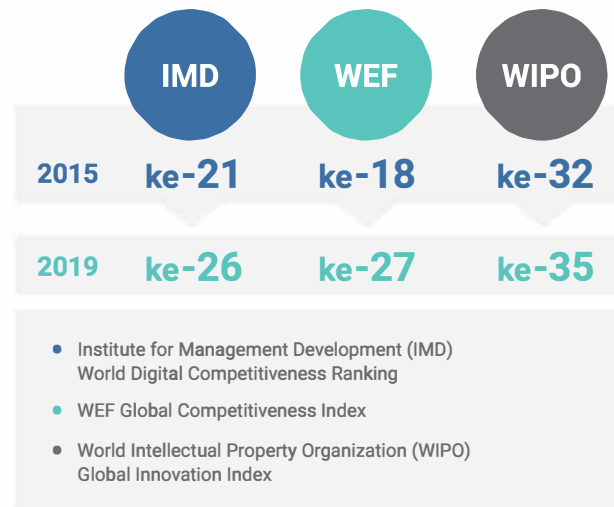 IMD WEF WIPO
2015 ke-21 ke-18 ke-32
2019 ke-26 ke-27 ke-35
Institute for Management Development (IMD)
World Digital Competitiveness Ranking
WEF Global Competitiveness Index
World Intellectual Property Organization (WIPO)
Global Innovation Index